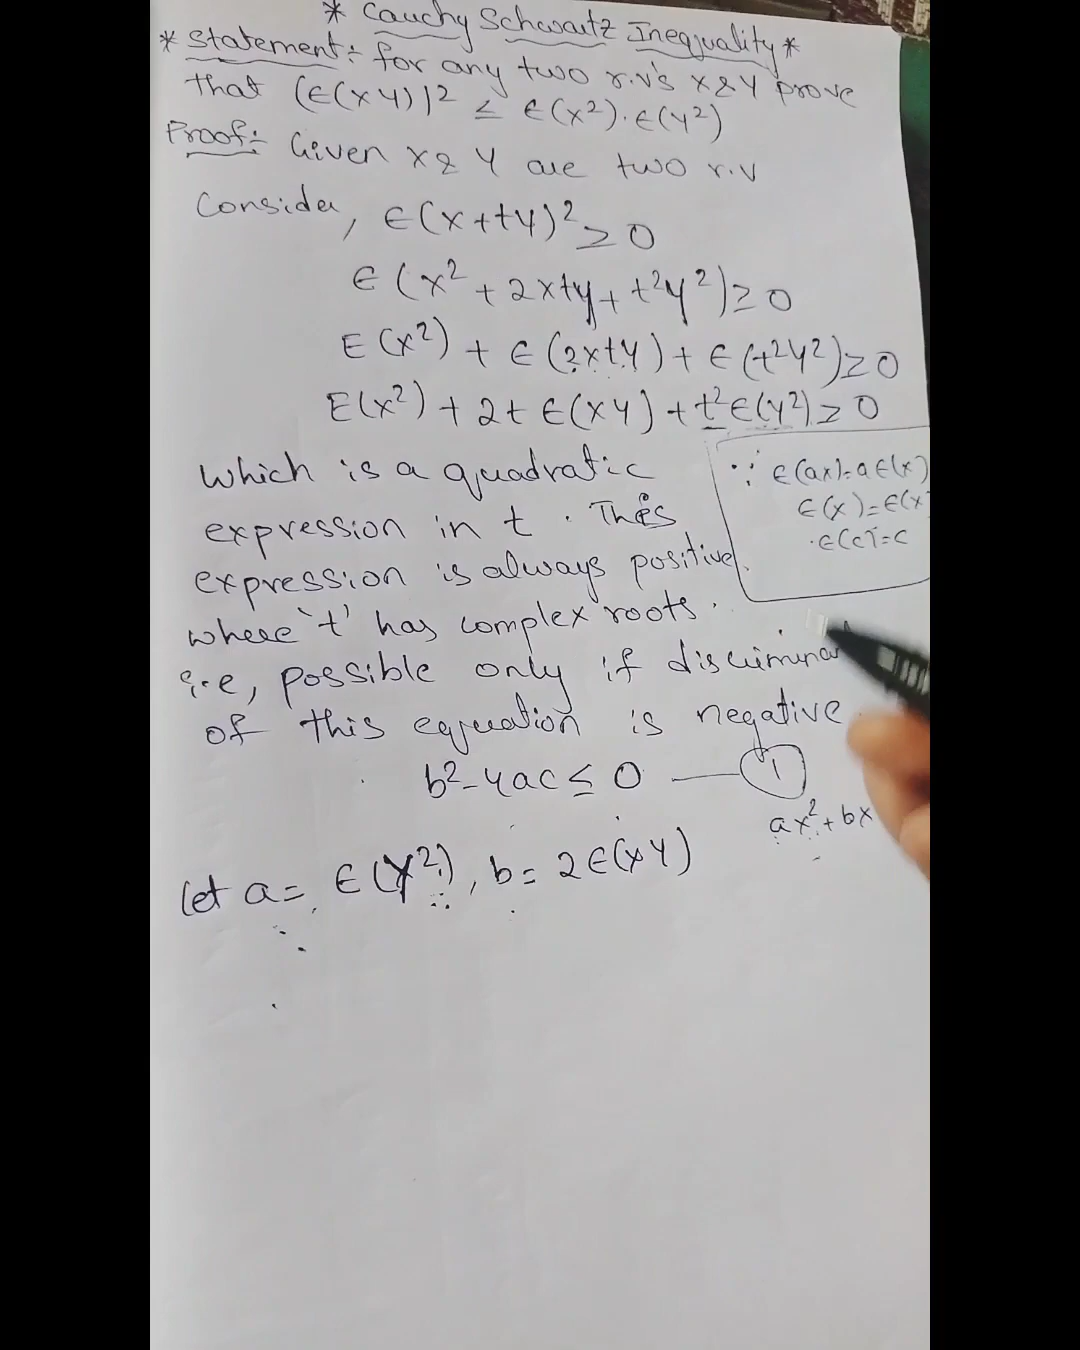 * Cauchy Schwartz Inequality *
* Statement:- for any two r.v's X & Y prove
that (E(XY))² ≤ E(X²).E(Y²)
Proof:- Given X & Y are two r.v
Consider, E(X+tY)² ≥ 0
E(X² + 2XtY + t²Y²) ≥ 0
E(X²) + E(2XtY) + E(t²Y²) ≥ 0
E(X²) + 2t E(XY) + t² E(Y²) ≥ 0
which is a quadratic
expression in t. This
expression is always positive.
where 't' has complex roots.
i.e, possible only if
of this equation is negative
b²-4ac ≤ 0 — 1
∵ E(ax)=aE(x)
E(x)=E(x
E(c)=c
ax²+bx
Let a = E(Y²), b = 2E(XY)